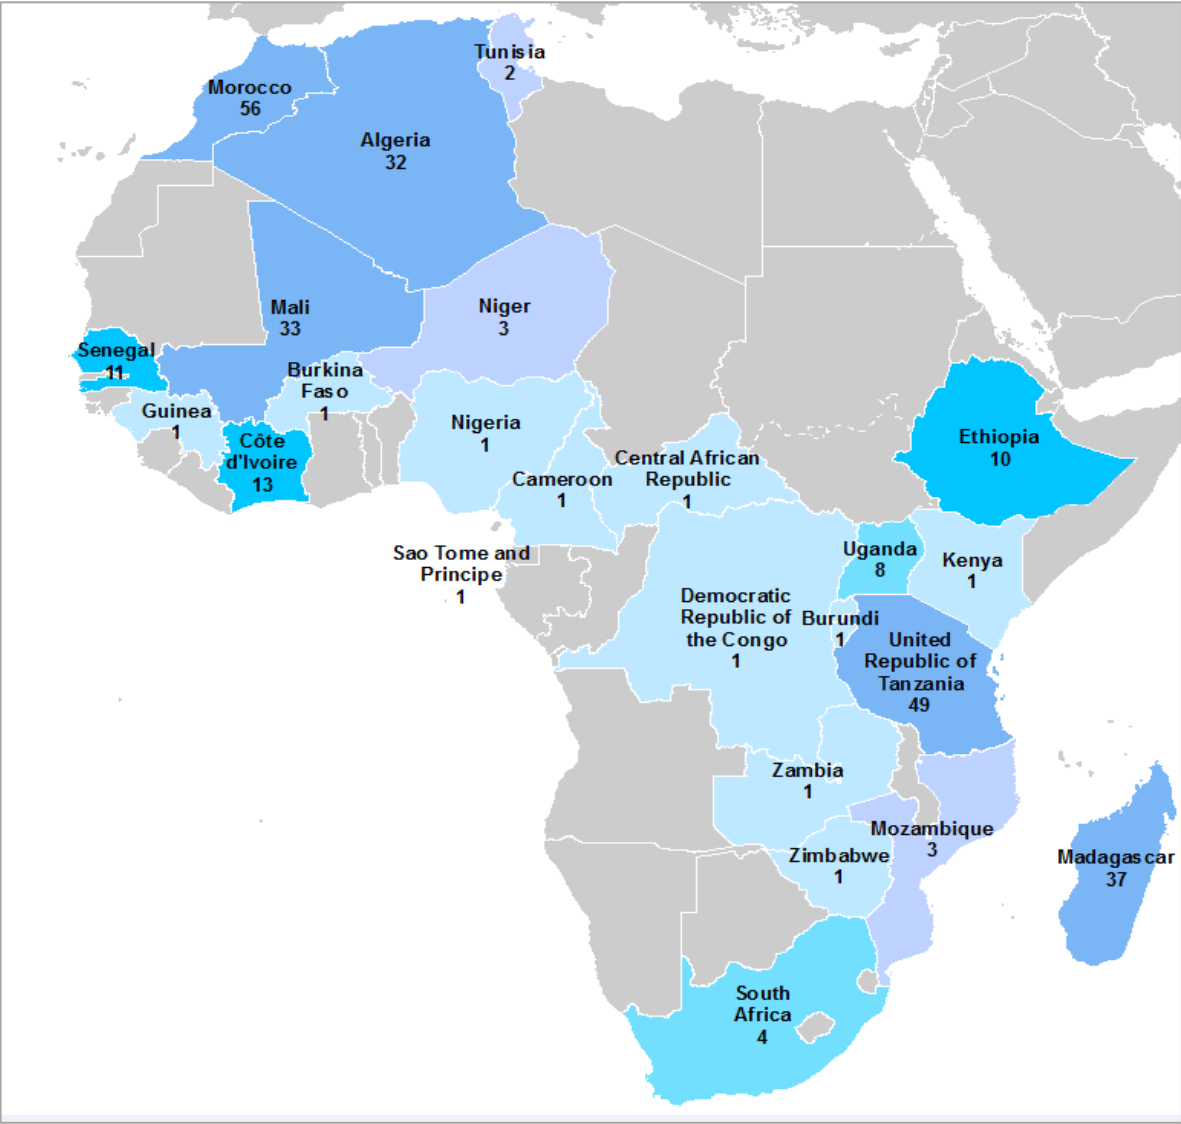 Tunisia
2
Morocco
56
Algeria
32
Mali
33
Niger
3
Senegal
11
Burkina
Faso
1
Guinea
1
Nigeria
1
Côte
d'Ivoire
13
Ethiopia
10
Central African
Republic
1
Cameroon
1
Sao Tome and
Principe
1
Uganda
8
Kenya
1
Democratic
Republic of
the Congo
1
Burundi
1
United
Republic of
Tanzania
49
Zambia
1
Mozambique
3
Zimbabwe
1
Madagascar
37
South
Africa
4